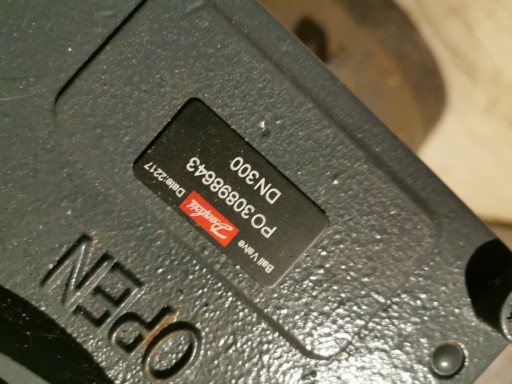 Ball Valve
Danfoss Date:2217
PO 30898643
DN 300
OPEN